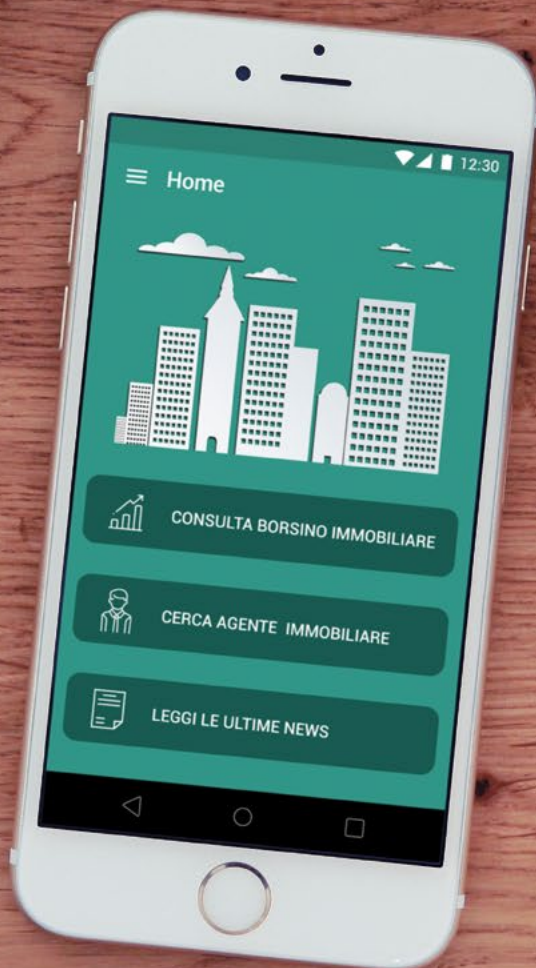 12:30
Home
CONSULTA BORSINO IMMOBILIARE
CERCA AGENTE IMMOBILIARE
LEGGI LE ULTIME NEWS